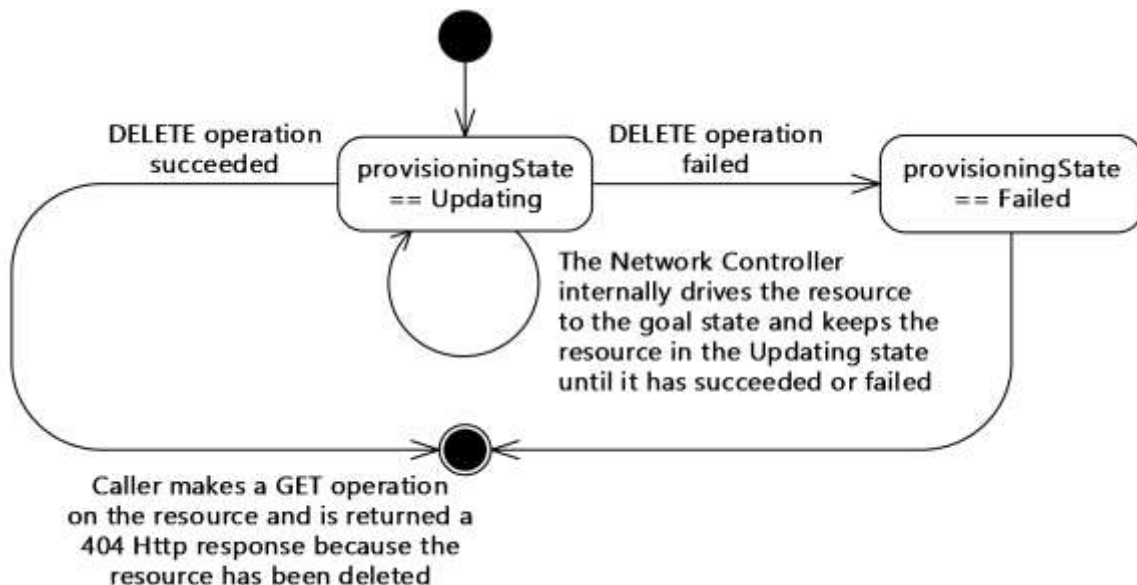 DELETE operation
succeeded
provisioningState
== Updating
DELETE operation
failed
provisioningState
== Failed
The Network Controller
internally drives the resource
to the goal state and keeps the
resource in the Updating state
until it has succeeded or failed
Caller makes a GET operation
on the resource and is returned a
404 Http response because the
resource has been deleted